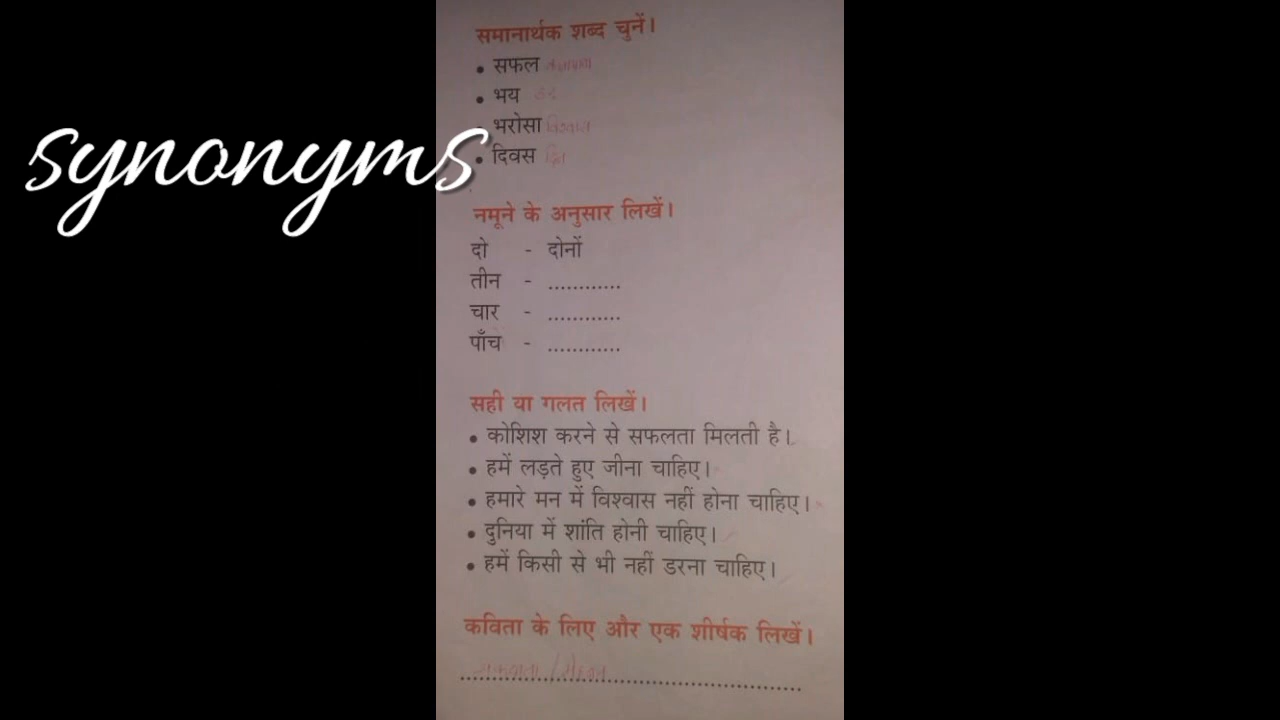 समानार्थक शब्द चुनें।
• सफल
• भय डर
synonyms
• भरोसा विश्वास
• दिवस दिन
नमूने के अनुसार लिखें।
दो - दोनों
तीन - ............
चार - ............
पाँच - ............
सही या गलत लिखें।
• कोशिश करने से सफलता मिलती है।
• हमें लड़ते हुए जीना चाहिए।
• हमारे मन में विश्वास नहीं होना चाहिए।
• दुनिया में शांति होनी चाहिए।
• हमें किसी से भी नहीं डरना चाहिए।
कविता के लिए और एक शीर्षक लिखें।